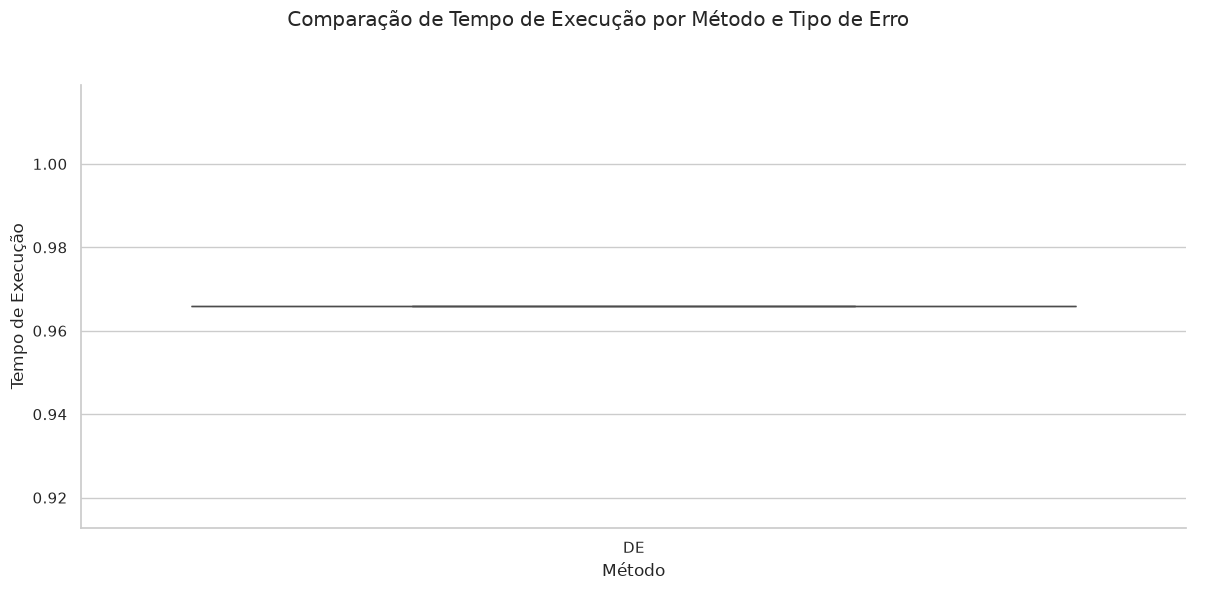 Comparação de Tempo de Execução por Método e Tipo de Erro
Tempo de Execução
1.00
0.98
0.96
0.94
0.92
DE
Método